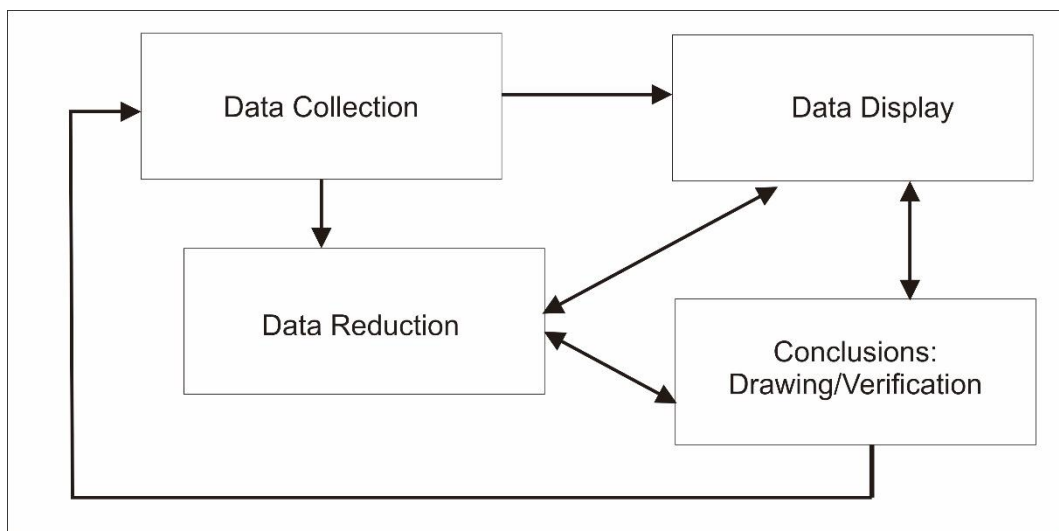 Data Collection
Data Display
Data Reduction
Conclusions:
Drawing/Verification